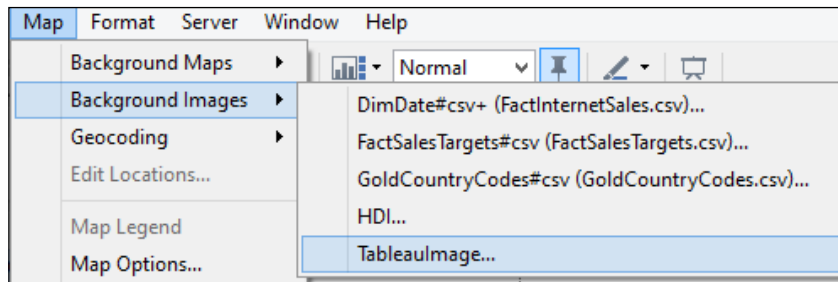 Map Format Server Window Help
Background Maps
Normal
Background Images
DimDate#csv+ (FactInternetSales.csv)...
Geocoding
FactSalesTargets#csv (FactSalesTargets.csv)...
Edit Locations...
GoldCountryCodes#csv (GoldCountryCodes.csv)...
HDI...
Map Legend
TableauImage...
Map Options...